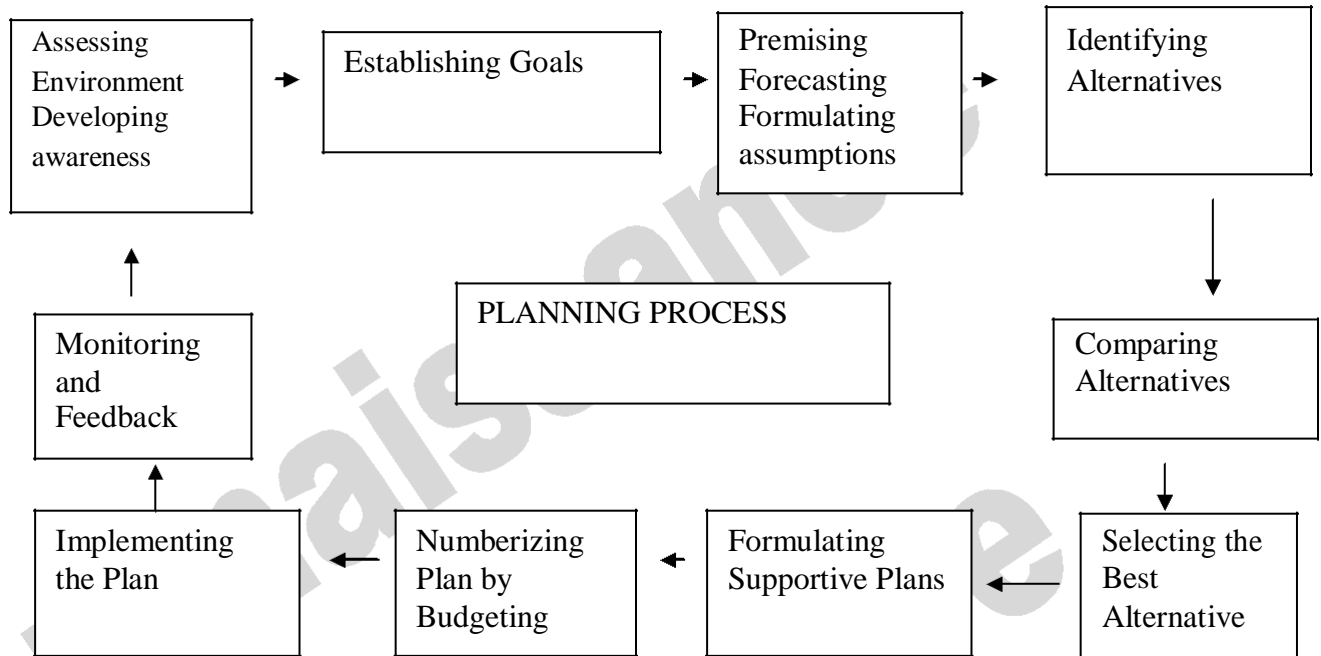 Assessing
Environment
Developing
awareness
Establishing Goals
Premising
Forecasting
Formulating
assumptions
Identifying
Alternatives
PLANNING PROCESS
Monitoring
and
Feedback
Comparing
Alternatives
Implementing
the Plan
Numberizing
Plan by
Budgeting
Formulating
Supportive Plans
Selecting the
Best
Alternative